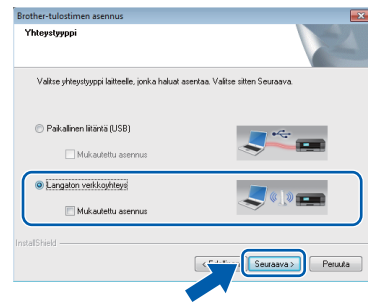 Brother-tulostimen asennus
Yhteystyyppi
Valitse yhteystyyppi laitteelle, jonka haluat asentaa. Valitse sitten Seuraava.
Paikallinen liitäntä (USB)
Mukautettu asennus
Langaton verkkoyhteys
Mukautettu asennus
InstallShield
Seuraava >
Peruuta